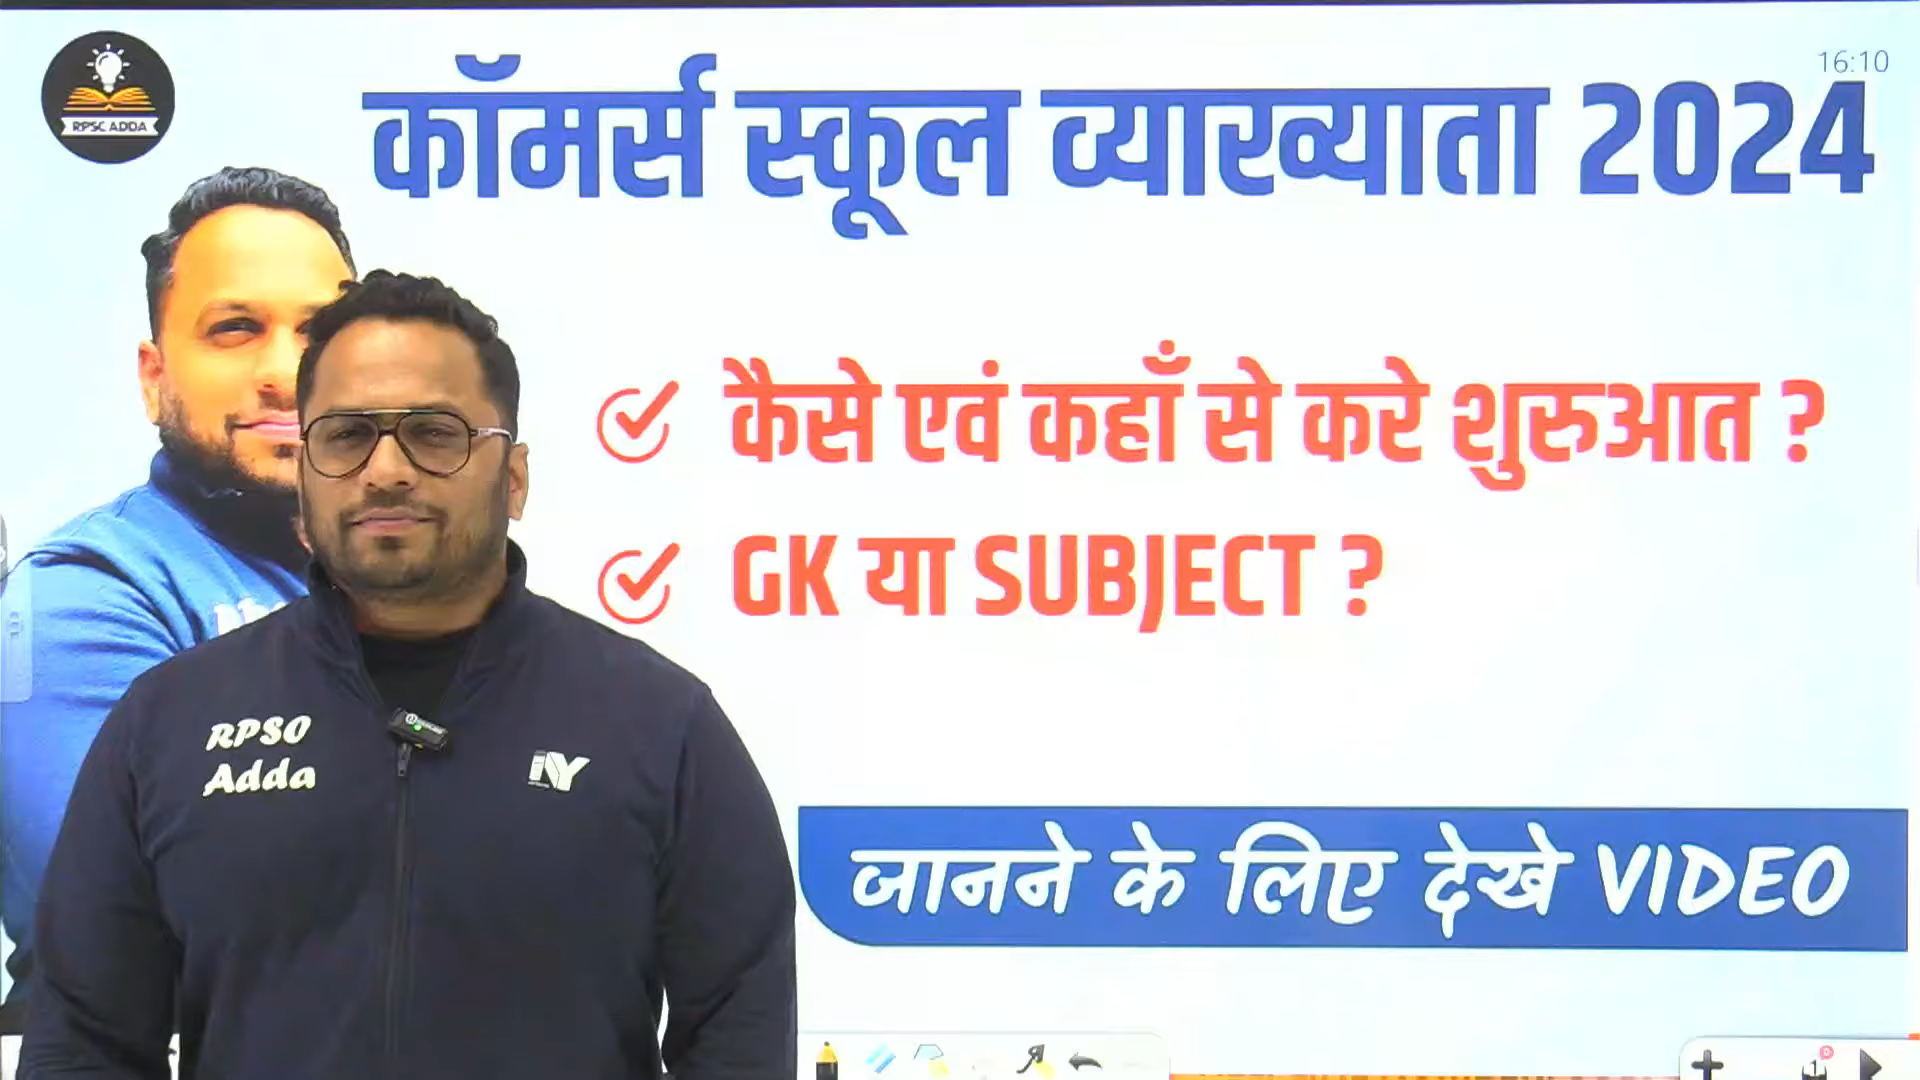 RPSC ADDA
16:10
कॉमर्स स्कूल व्याख्याता 2024
कैसे एवं कहाँ से करे शुरुआत ?
GK या SUBJECT ?
RPSC
Adda
जानने के लिए देखे VIDEO